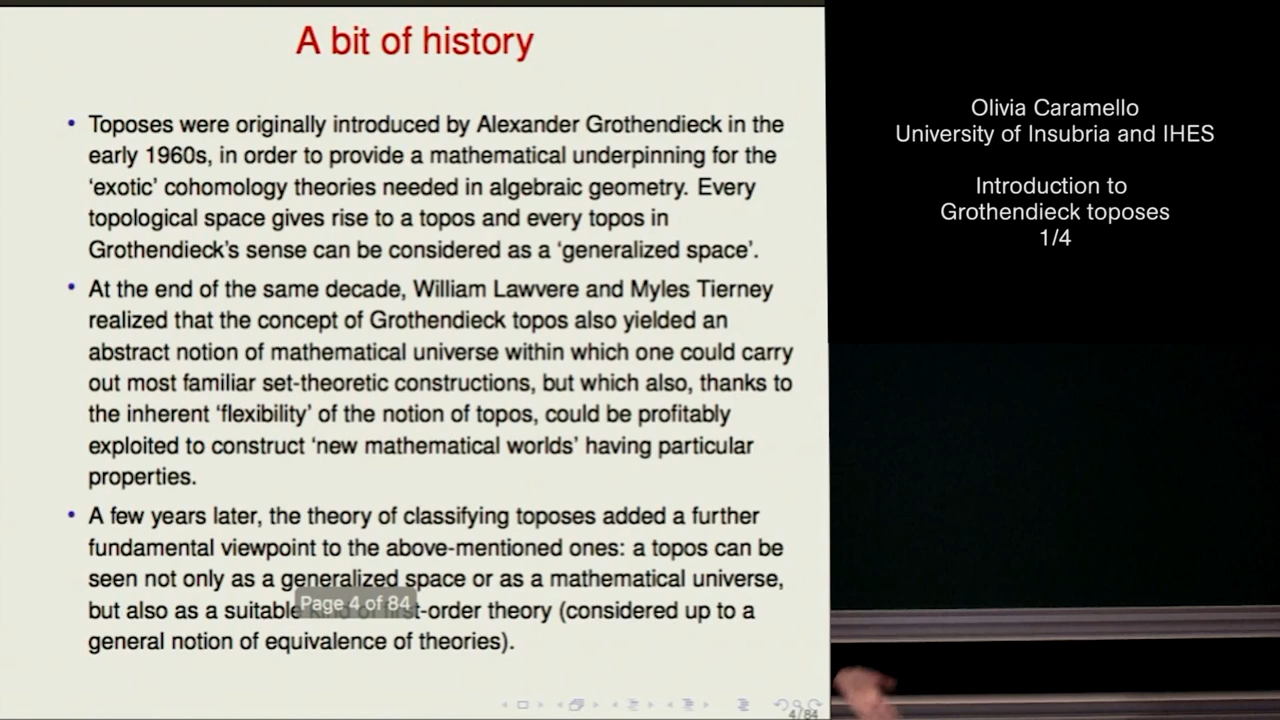 A bit of history
• Toposes were originally introduced by Alexander Grothendieck in the
early 1960s, in order to provide a mathematical underpinning for the
‘exotic’ cohomology theories needed in algebraic geometry. Every
topological space gives rise to a topos and every topos in
Grothendieck's sense can be considered as a ‘generalized space’.
• At the end of the same decade, William Lawvere and Myles Tierney
realized that the concept of Grothendieck topos also yielded an
abstract notion of mathematical universe within which one could carry
out most familiar set-theoretic constructions, but which also, thanks to
the inherent ‘flexibility’ of the notion of topos, could be profitably
exploited to construct ‘new mathematical worlds’ having particular
properties.
• A few years later, the theory of classifying toposes added a further
fundamental viewpoint to the above-mentioned ones: a topos can be
seen not only as a generalized space or as a mathematical universe,
but also as a suitable kind of first-order theory (considered up to a
Page 4 of 84
general notion of equivalence of theories).
4/84
Olivia Caramello
University of Insubria and IHES
Introduction to
Grothendieck toposes
1/4